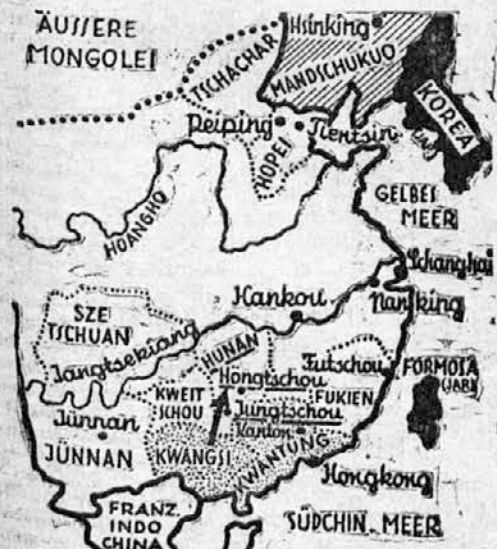 ÄUSSERE
MONGOLEI
TSCHACHAR
Hsinking
MANDSCHUKUO
KOREA
(JAP.)
Peiping
Tientsin
HOPEI
GELBES
MEER
HOANGHO
Schanghai
Nanking
Hankou
SZE
TSCHUAN
Jangtsekiang
HUNAN
Futschou
FORMOSA
(JAP.)
Hongtschou
KWEIT
SCHOU
FUKIEN
Jungtschou
Jünnan
Kanton
JÜNNAN
KWANGSI
KWANTUNG
Hongkong
FRANZ.
INDO
CHINA
SÜDCHIN. MEER